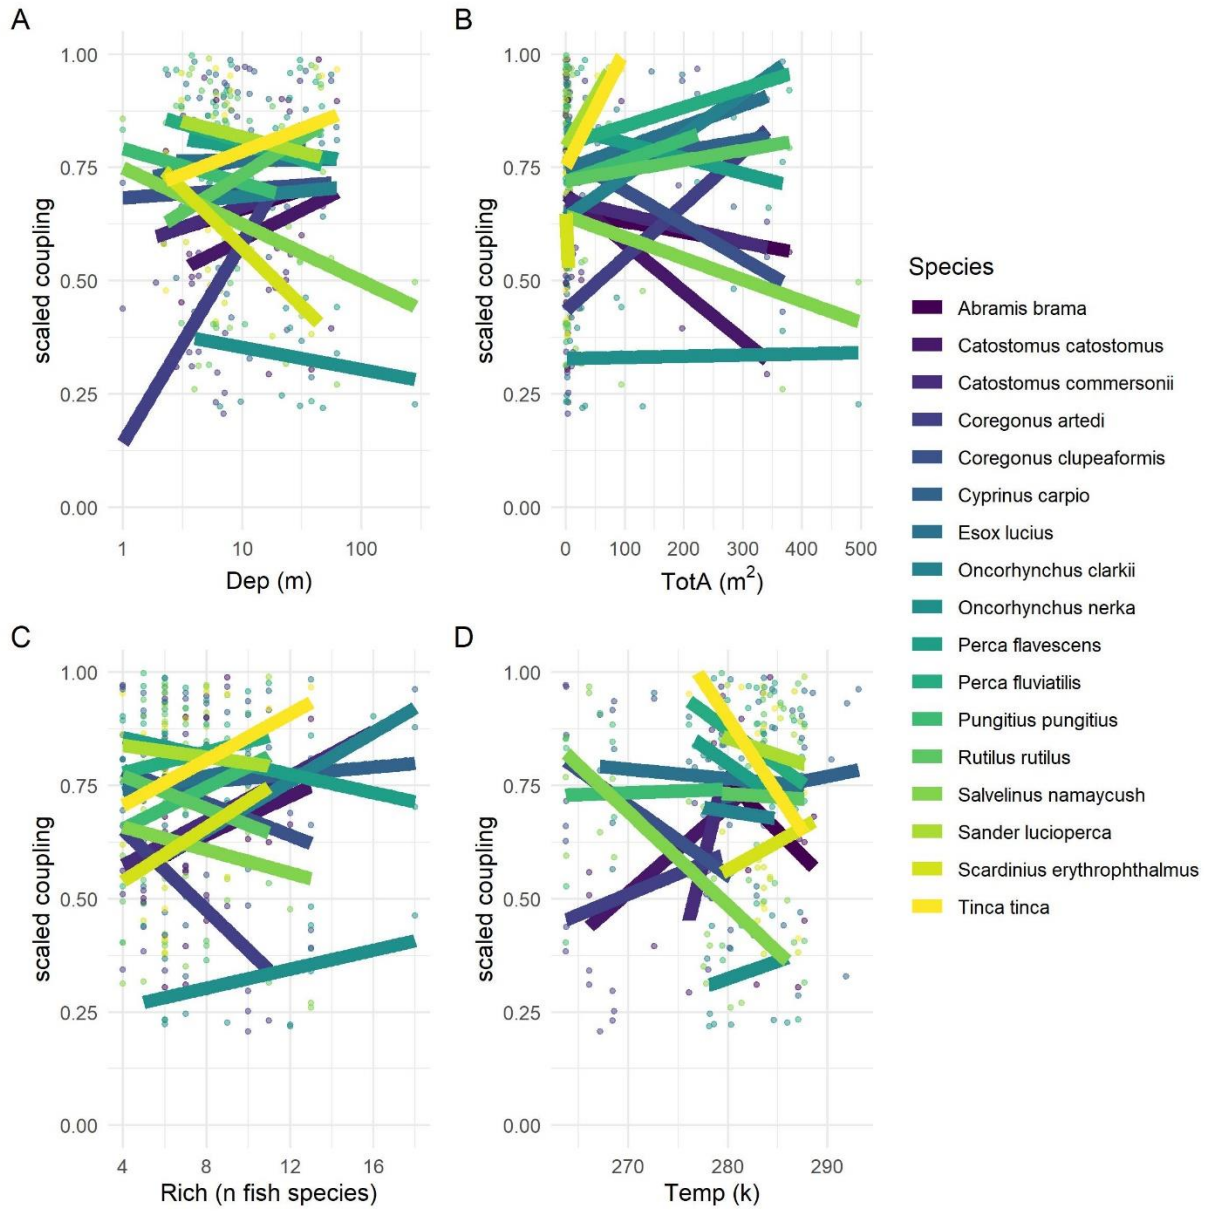 A
1.00
0.75
0.50
0.25
0.00
scaled coupling
1
10
100
Dep (m)
B
1.00
0.75
0.50
0.25
0.00
scaled coupling
0
100
200
300
400
500
TotA (m²)
C
1.00
0.75
0.50
0.25
0.00
scaled coupling
4
8
12
16
Rich (n fish species)
D
1.00
0.75
0.50
0.25
0.00
scaled coupling
270
280
290
Temp (k)
Species
Abramis brama
Catostomus catostomus
Catostomus commersonii
Coregonus artedi
Coregonus clupeaformis
Cyprinus carpio
Esox lucius
Oncorhynchus clarkii
Oncorhynchus nerka
Perca flavescens
Perca fluviatilis
Pungitius pungitius
Rutilus rutilus
Salvelinus namaycush
Sander lucioperca
Scardinius erythrophthalmus
Tinca tinca